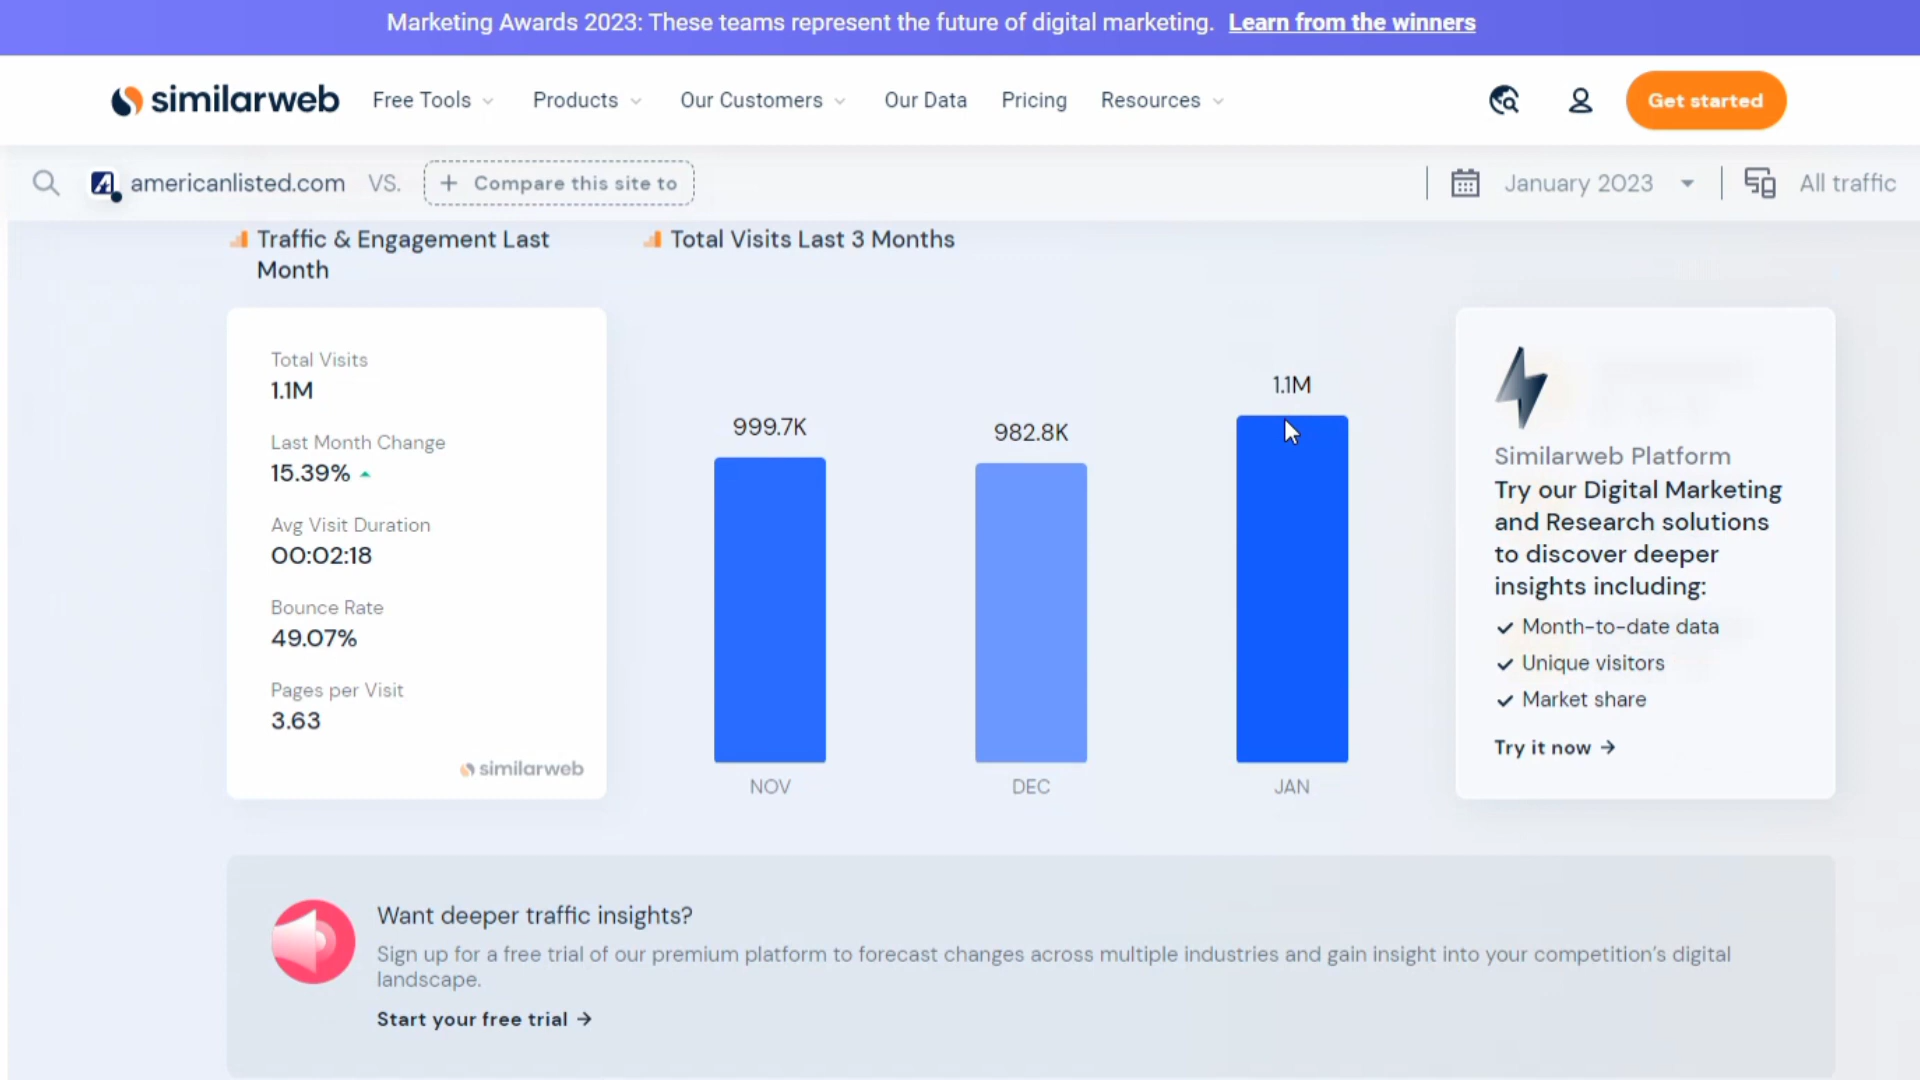 Marketing Awards 2023: These teams represent the future of digital marketing. Learn from the winners
similarweb Free Tools Products Our Customers Our Data Pricing Resources Get started
americanlisted.com VS. + Compare this site to January 2023 All traffic
Traffic & Engagement Last
Month
Total Visits Last 3 Months
Total Visits
1.1M
Last Month Change
15.39%
Avg Visit Duration
00:02:18
Bounce Rate
49.07%
Pages per Visit
3.63
similarweb
999.7K
982.8K
1.1M
NOV
DEC
JAN
Similarweb Platform
Try our Digital Marketing
and Research solutions
to discover deeper
insights including:
Month-to-date data
Unique visitors
Market share
Try it now →
Want deeper traffic insights?
Sign up for a free trial of our premium platform to forecast changes across multiple industries and gain insight into your competition's digital
landscape.
Start your free trial →